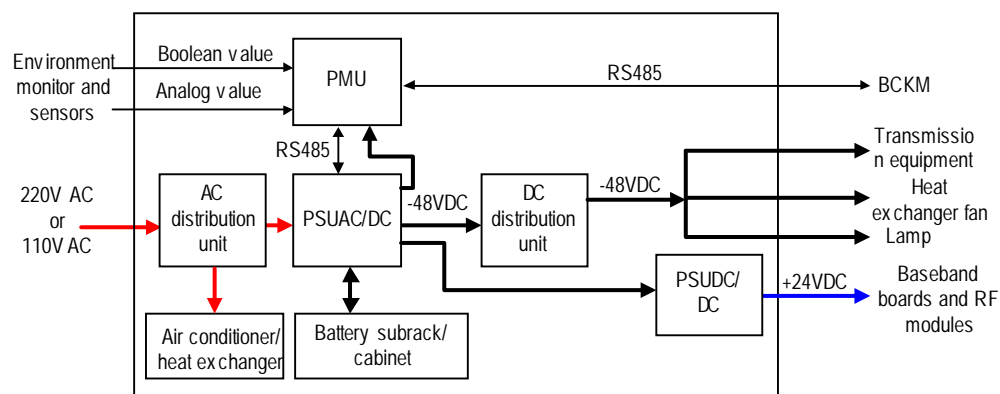 Environment
monitor and
sensors
Boolean value
Analog value
PMU
RS485
BCKM
RS485
220V AC
or
110V AC
AC
distribution
unit
PSUAC/DC
-48VDC
DC
distribution
unit
-48VDC
Transmissio
n equipment
Heat
exchanger fan
Lamp
PSUDC/
DC
+24VDC
Baseband
boards and RF
modules
Air conditioner/
heat exchanger
Battery subrack/
cabinet